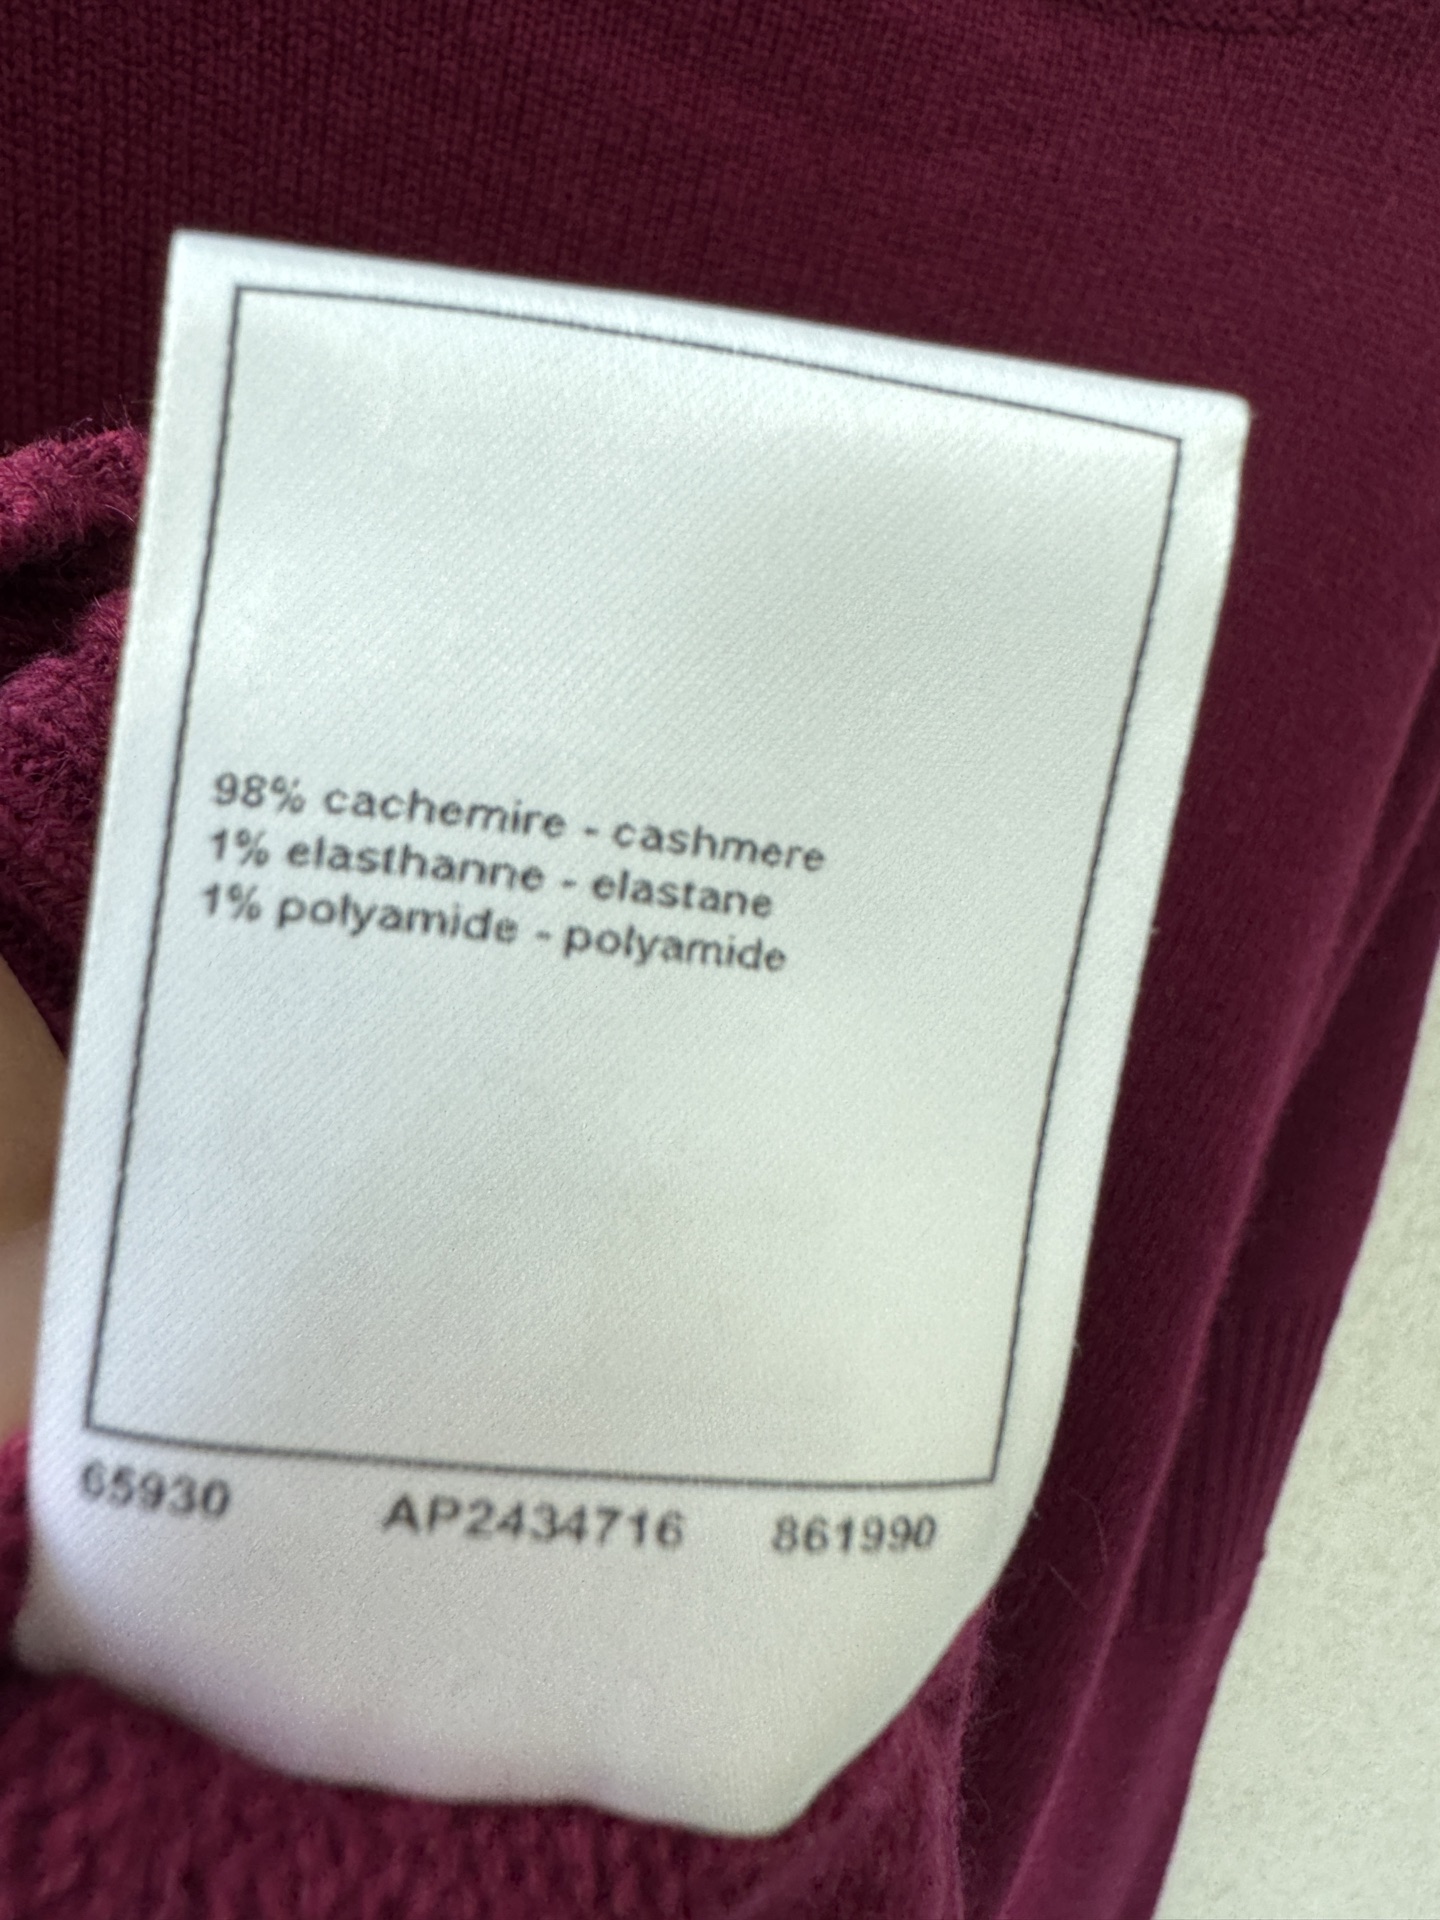 98% cachemire - cashmere
1% elasthanne - elastane
1% polyamide - polyamide
65930 AP2434716 861990